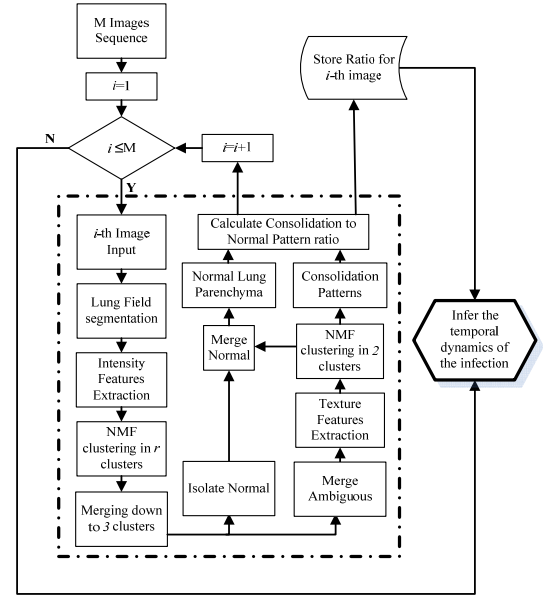 M Images
Sequence
i=1
i ≤M
N
Y
i=i+1
i-th Image
Input
Lung Field
segmentation
Intensity
Features
Extraction
NMF
clustering in r
clusters
Merging down
to 3 clusters
Isolate Normal
Merge
Normal
Normal Lung
Parenchyma
Calculate Consolidation to
Normal Pattern ratio
Consolidation
Patterns
NMF
clustering in 2
clusters
Texture
Features
Extraction
Merge
Ambiguous
Store Ratio for
i-th image
Infer the
temporal
dynamics of
the infection